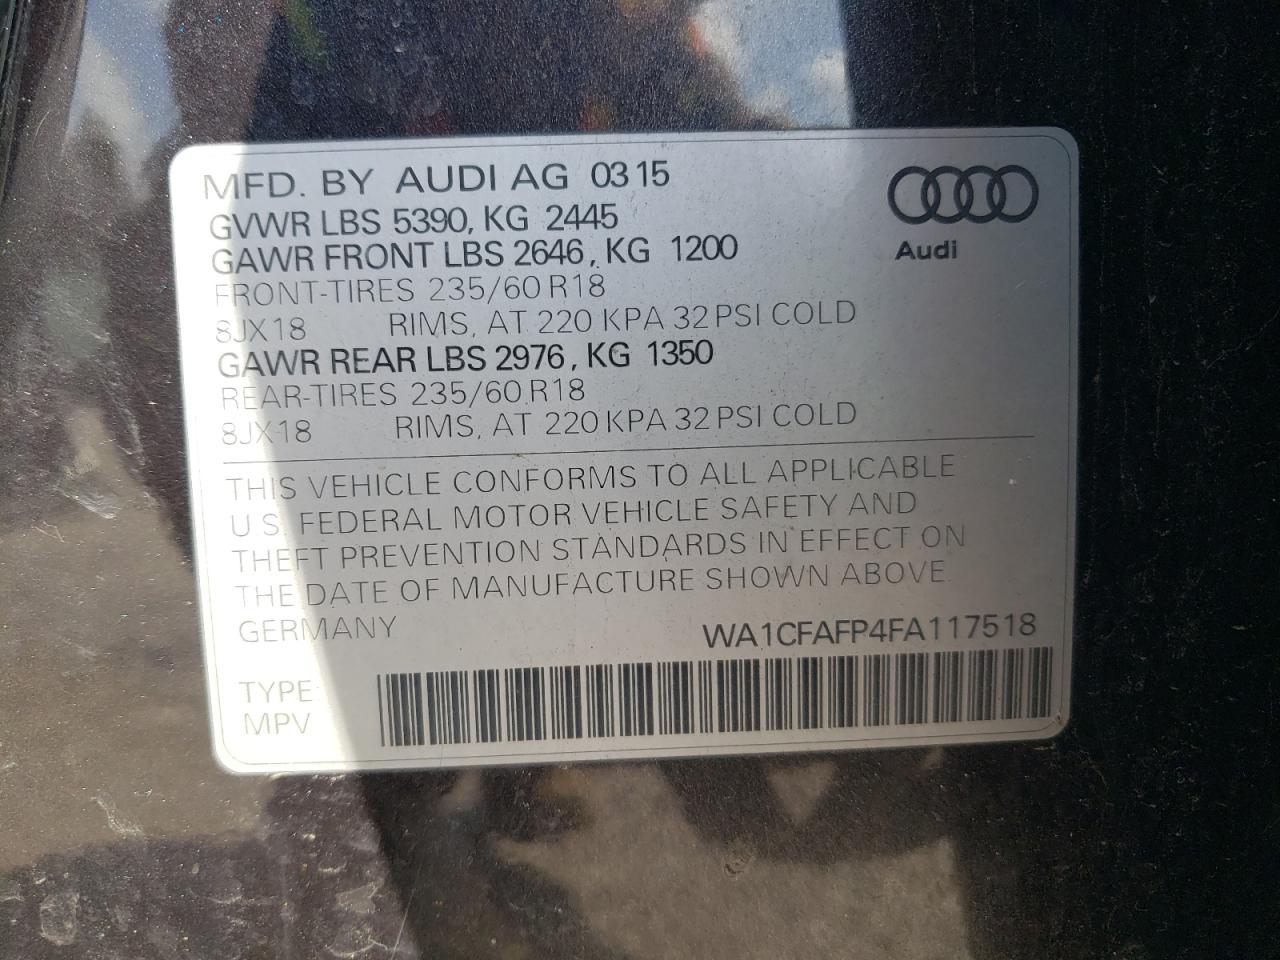 MFD. BY AUDI AG 0315
GVWR LBS 5390, KG 2445
GAWR FRONT LBS 2646, KG 1200
FRONT-TIRES 235/60 R18
8JX18 RIMS, AT 220 KPA 32 PSI COLD
GAWR REAR LBS 2976, KG 1350
REAR-TIRES 235/60 R18
8JX18 RIMS, AT 220 KPA 32 PSI COLD
Audi
THIS VEHICLE CONFORMS TO ALL APPLICABLE
U.S. FEDERAL MOTOR VEHICLE SAFETY AND
THEFT PREVENTION STANDARDS IN EFFECT ON
THE DATE OF MANUFACTURE SHOWN ABOVE.
GERMANY WA1CFAFP4FA117518
TYPE:
MPV